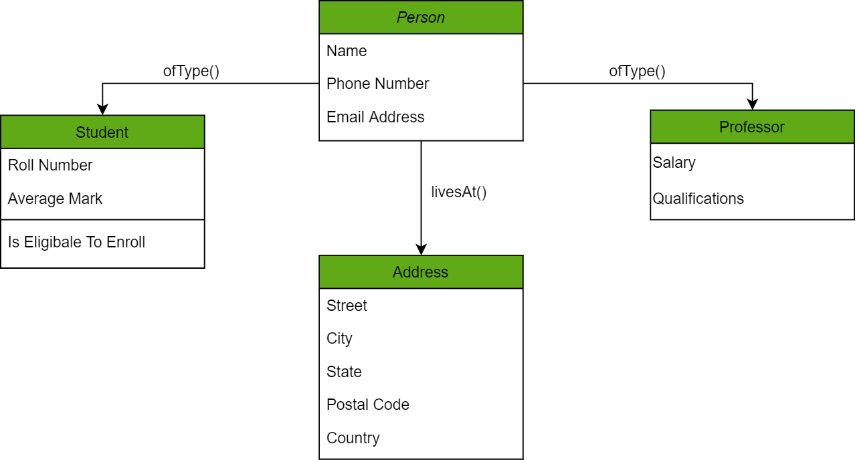 Person
Name
Phone Number
Email Address
ofType()
ofType()
Student
Roll Number
Average Mark
Is Eligibale To Enroll
Professor
Salary
Qualifications
livesAt()
Address
Street
City
State
Postal Code
Country